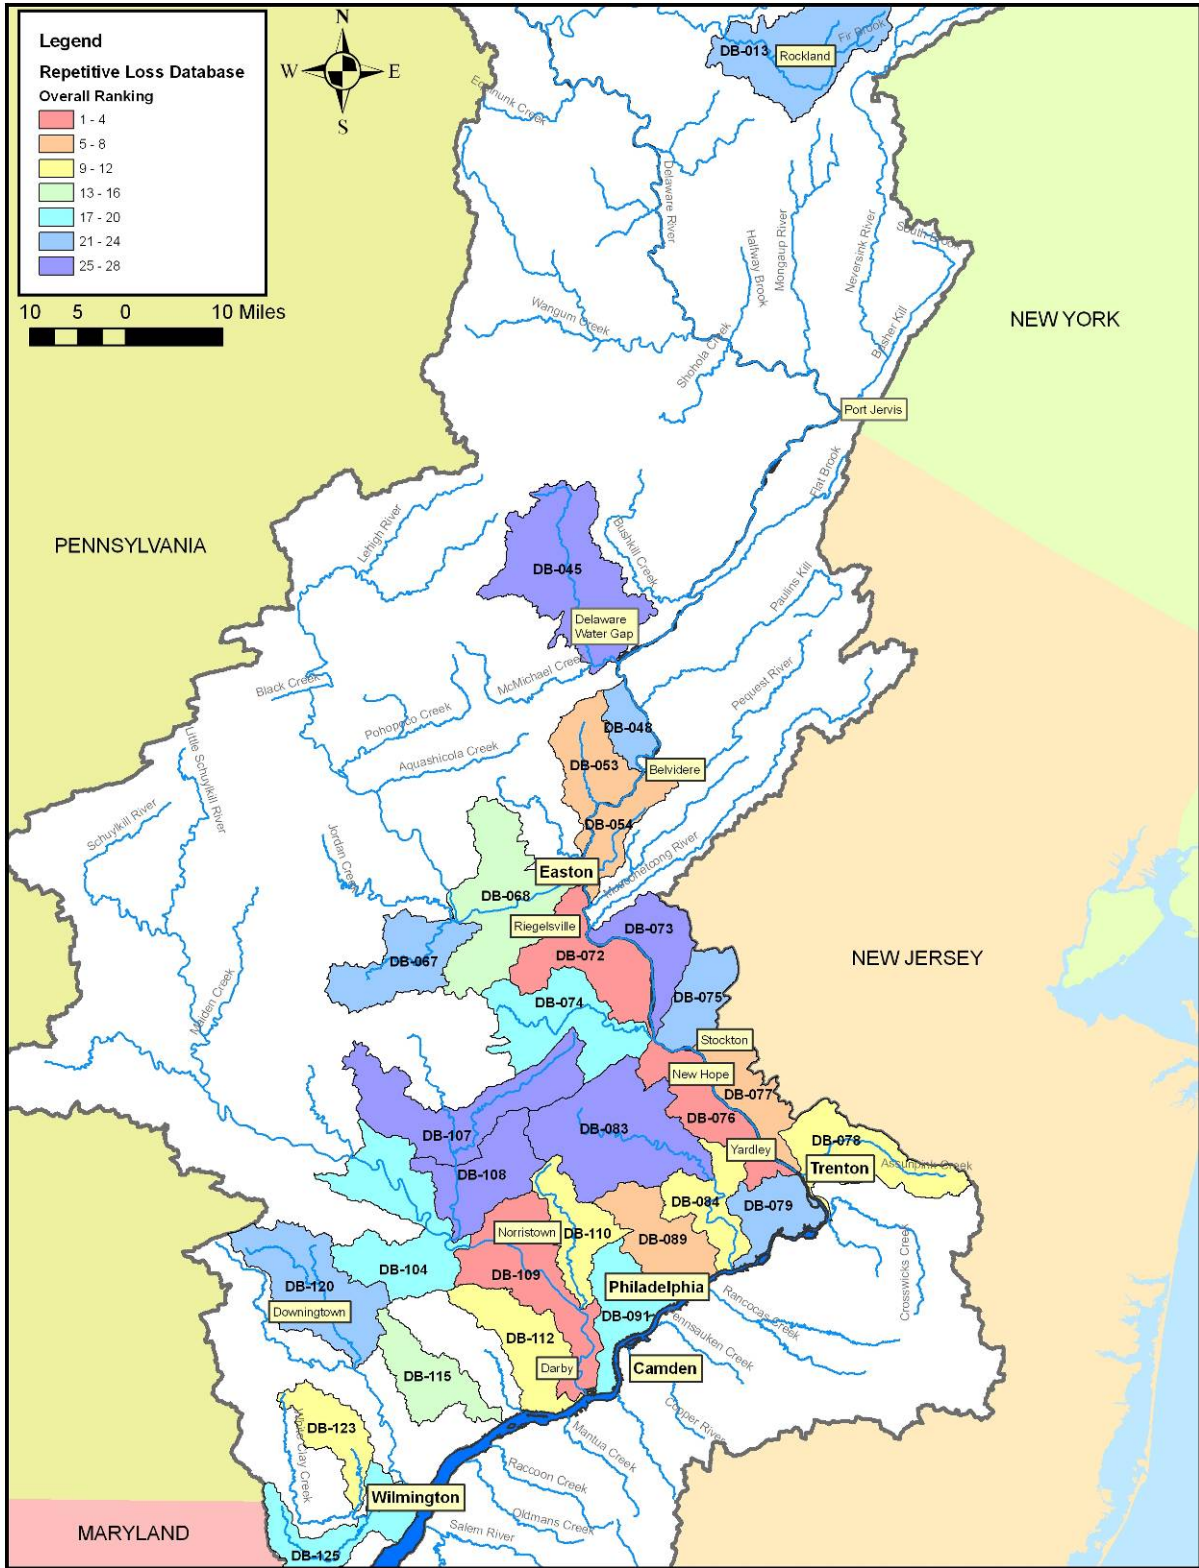 Legend
Repetitive Loss Database
Overall Ranking
1 - 4
5 - 8
9 - 12
13 - 16
17 - 20
21 - 24
25 - 28
10 5 0 10 Miles
N
W E
S
DB-013
Rockland
Fir Brook
Equinunk Creek
Delaware River
Halfway Brook
Mongaup River
Neversink River
South Brook
Basher Kill
Wangum Creek
Shohola Creek
NEW YORK
Port Jervis
Flat Brook
PENNSYLVANIA
Lehigh River
Bushkill Creek
DB-045
Paulins Kill
Delaware
Water Gap
McMichael Creek
Pequest River
Black Creek
Pohopoco Creek
Aquashicola Creek
DB-048
DB-053
Belvidere
Little Schuylkill River
Schuylkill River
DB-054
Jordan Creek
Musconetcong River
Easton
DB-068
Riegelsville
DB-073
DB-067
DB-072
NEW JERSEY
Maiden Creek
DB-074
DB-075
Stockton
New Hope
DB-077
DB-076
DB-107
DB-083
DB-078
Yardley
Trenton
Assunpink Creek
DB-108
DB-084
DB-079
Norristown
DB-110
DB-089
Crosswicks Creek
DB-104
DB-109
DB-120
Philadelphia
Downingtown
DB-091
Rancocas Creek
DB-112
Pennsauken Creek
Darby
Camden
DB-115
Cooper River
DB-123
White Clay Creek
Mantua Creek
Raccoon Creek
Wilmington
Oldmans Creek
Salem River
MARYLAND
DB-125